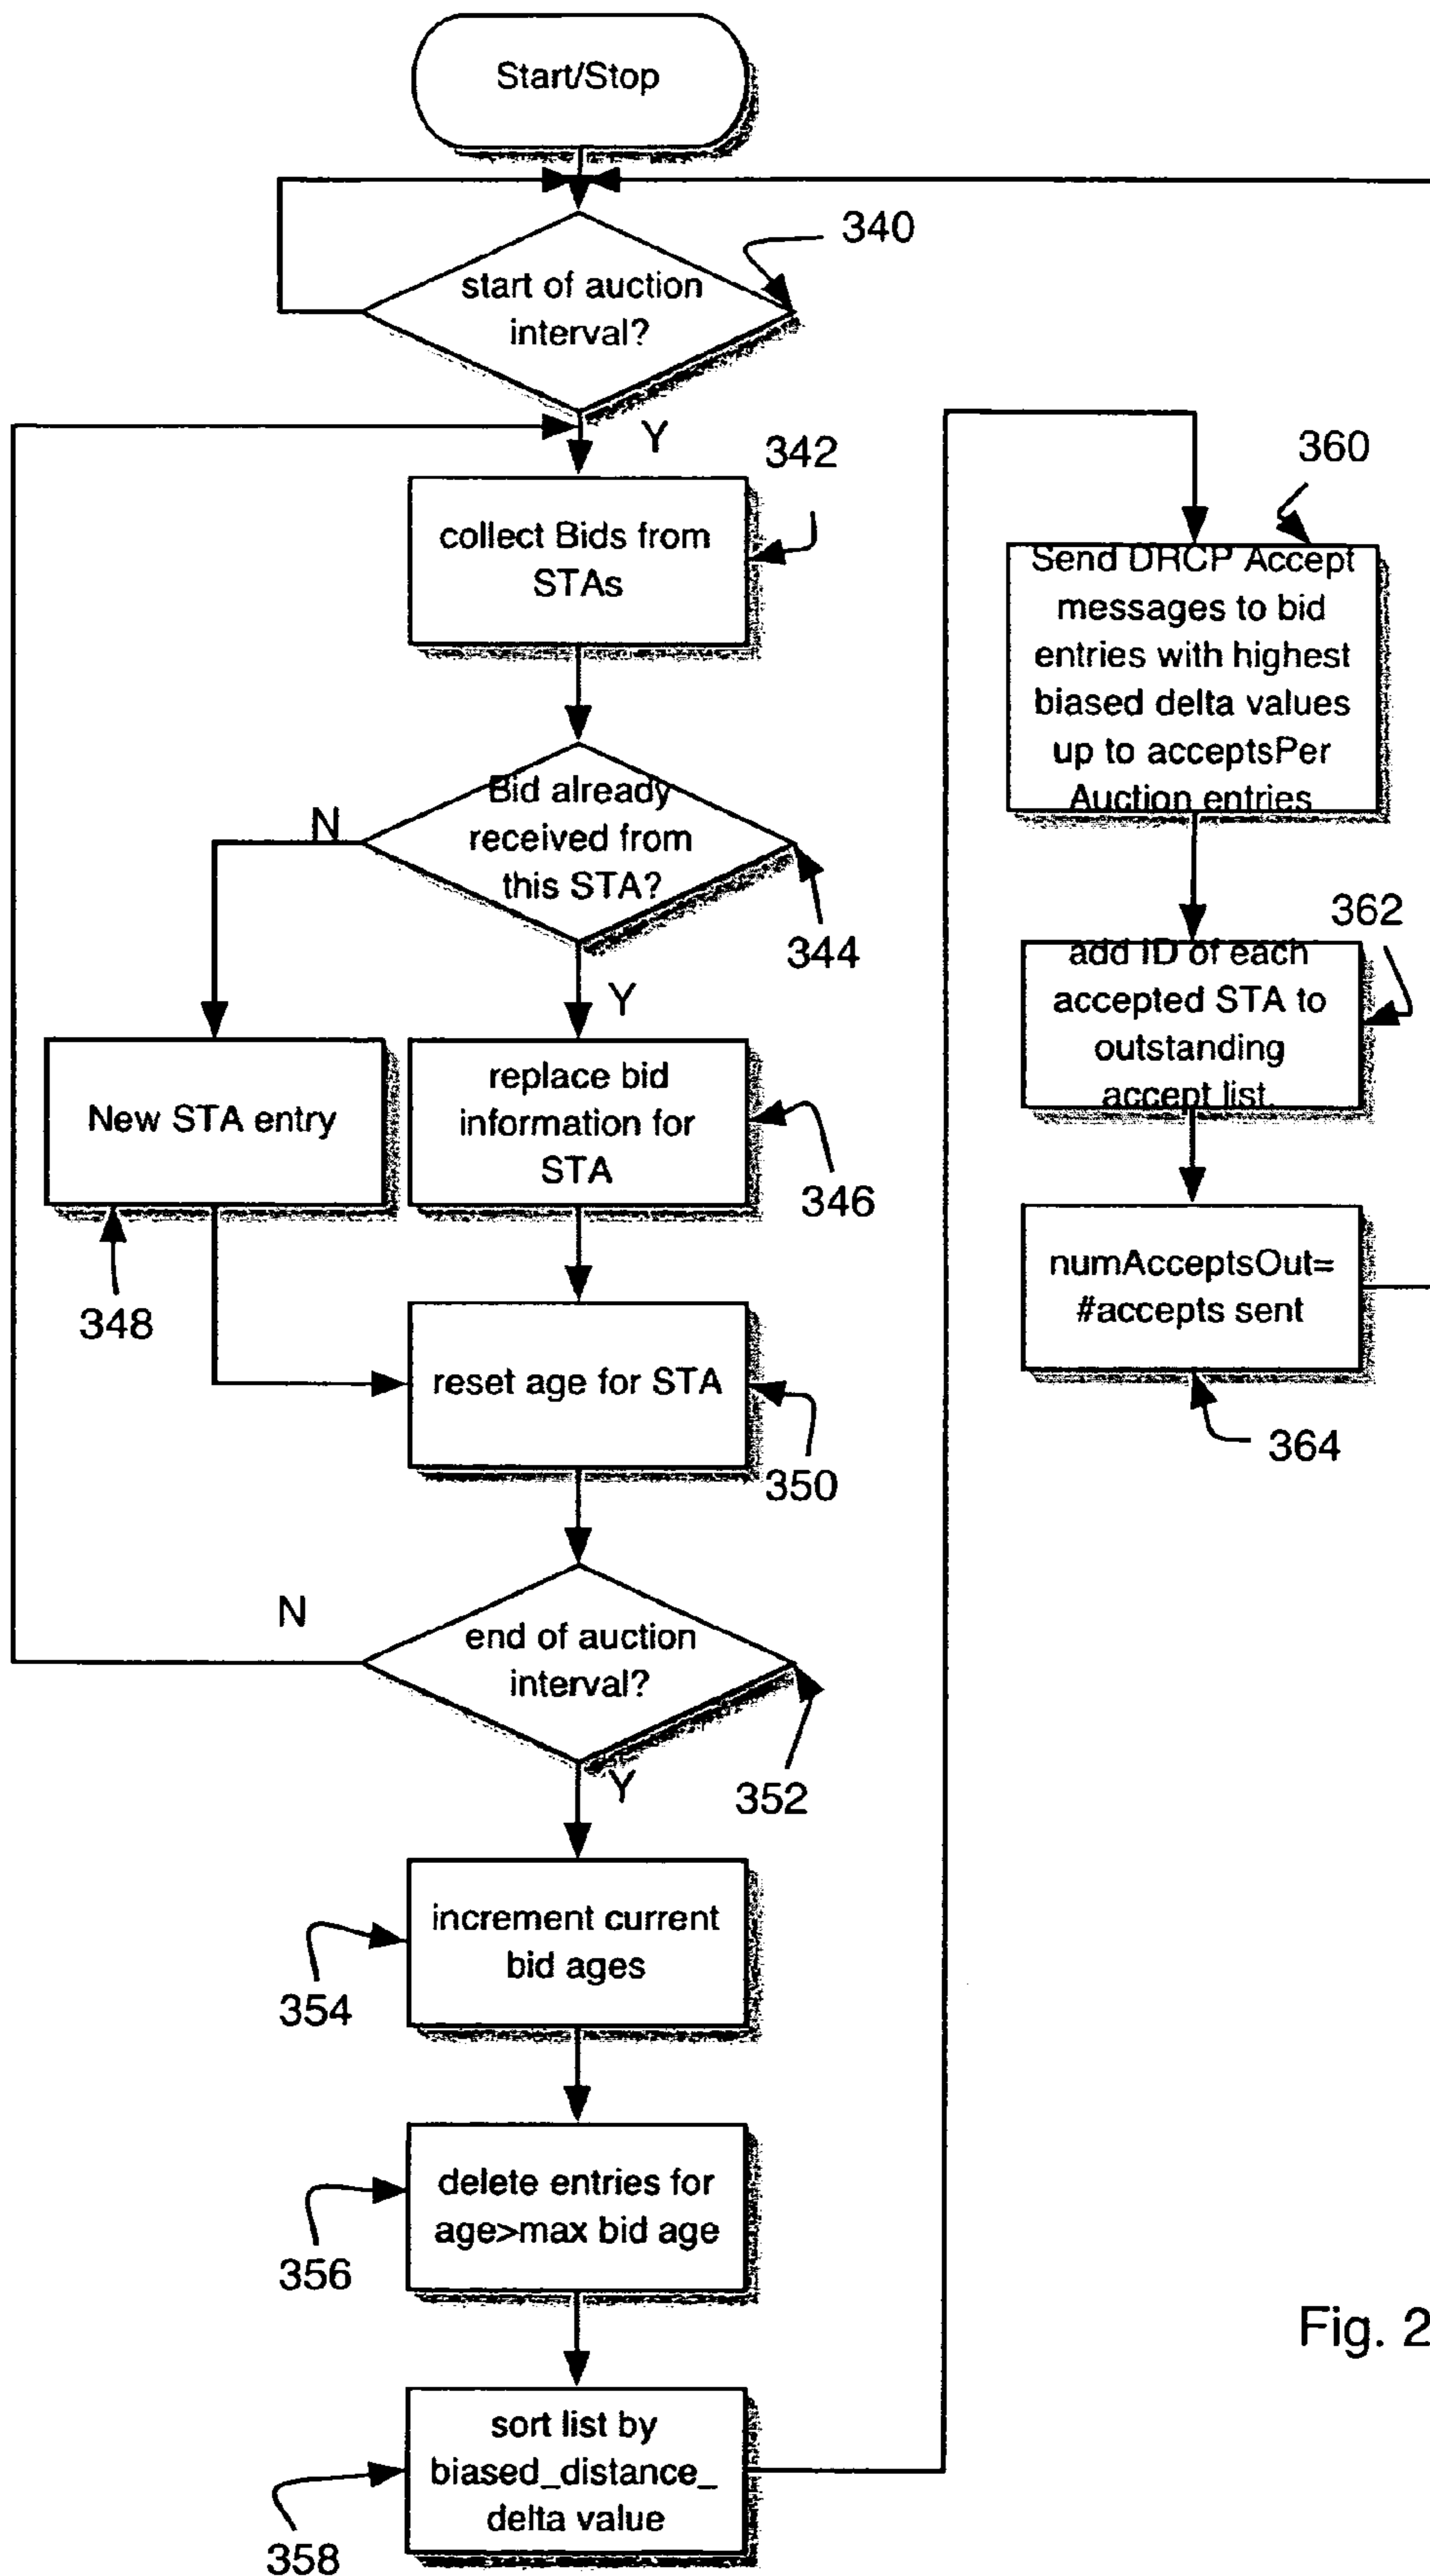 Start/Stop
start of auction
interval?
340
Y
342
collect Bids from
STAs
Bid already
received from
this STA?
N
344
Y
New STA entry
348
replace bid
information for
STA
346
reset age for STA
350
N
end of auction
interval?
352
Y
increment current
bid ages
354
delete entries for
age>max bid age
356
sort list by
biased_distance_
delta value
358
360
Send DRCP Accept
messages to bid
entries with highest
biased delta values
up to acceptsPer
Auction entries
362
add ID of each
accepted STA to
outstanding
accept list.
numAcceptsOut=
#accepts sent
364
Fig. 2